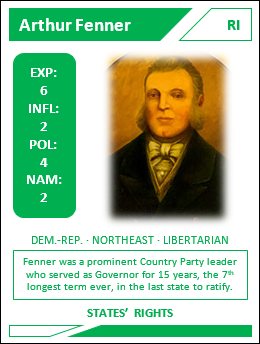 Arthur Fenner
RI
EXP:
6
INFL:
2
POL:
4
NAM:
2
DEM.-REP. · NORTHEAST · LIBERTARIAN
Fenner was a prominent Country Party leader
who served as Governor for 15 years, the 7th
longest term ever, in the last state to ratify.
STATES’ RIGHTS